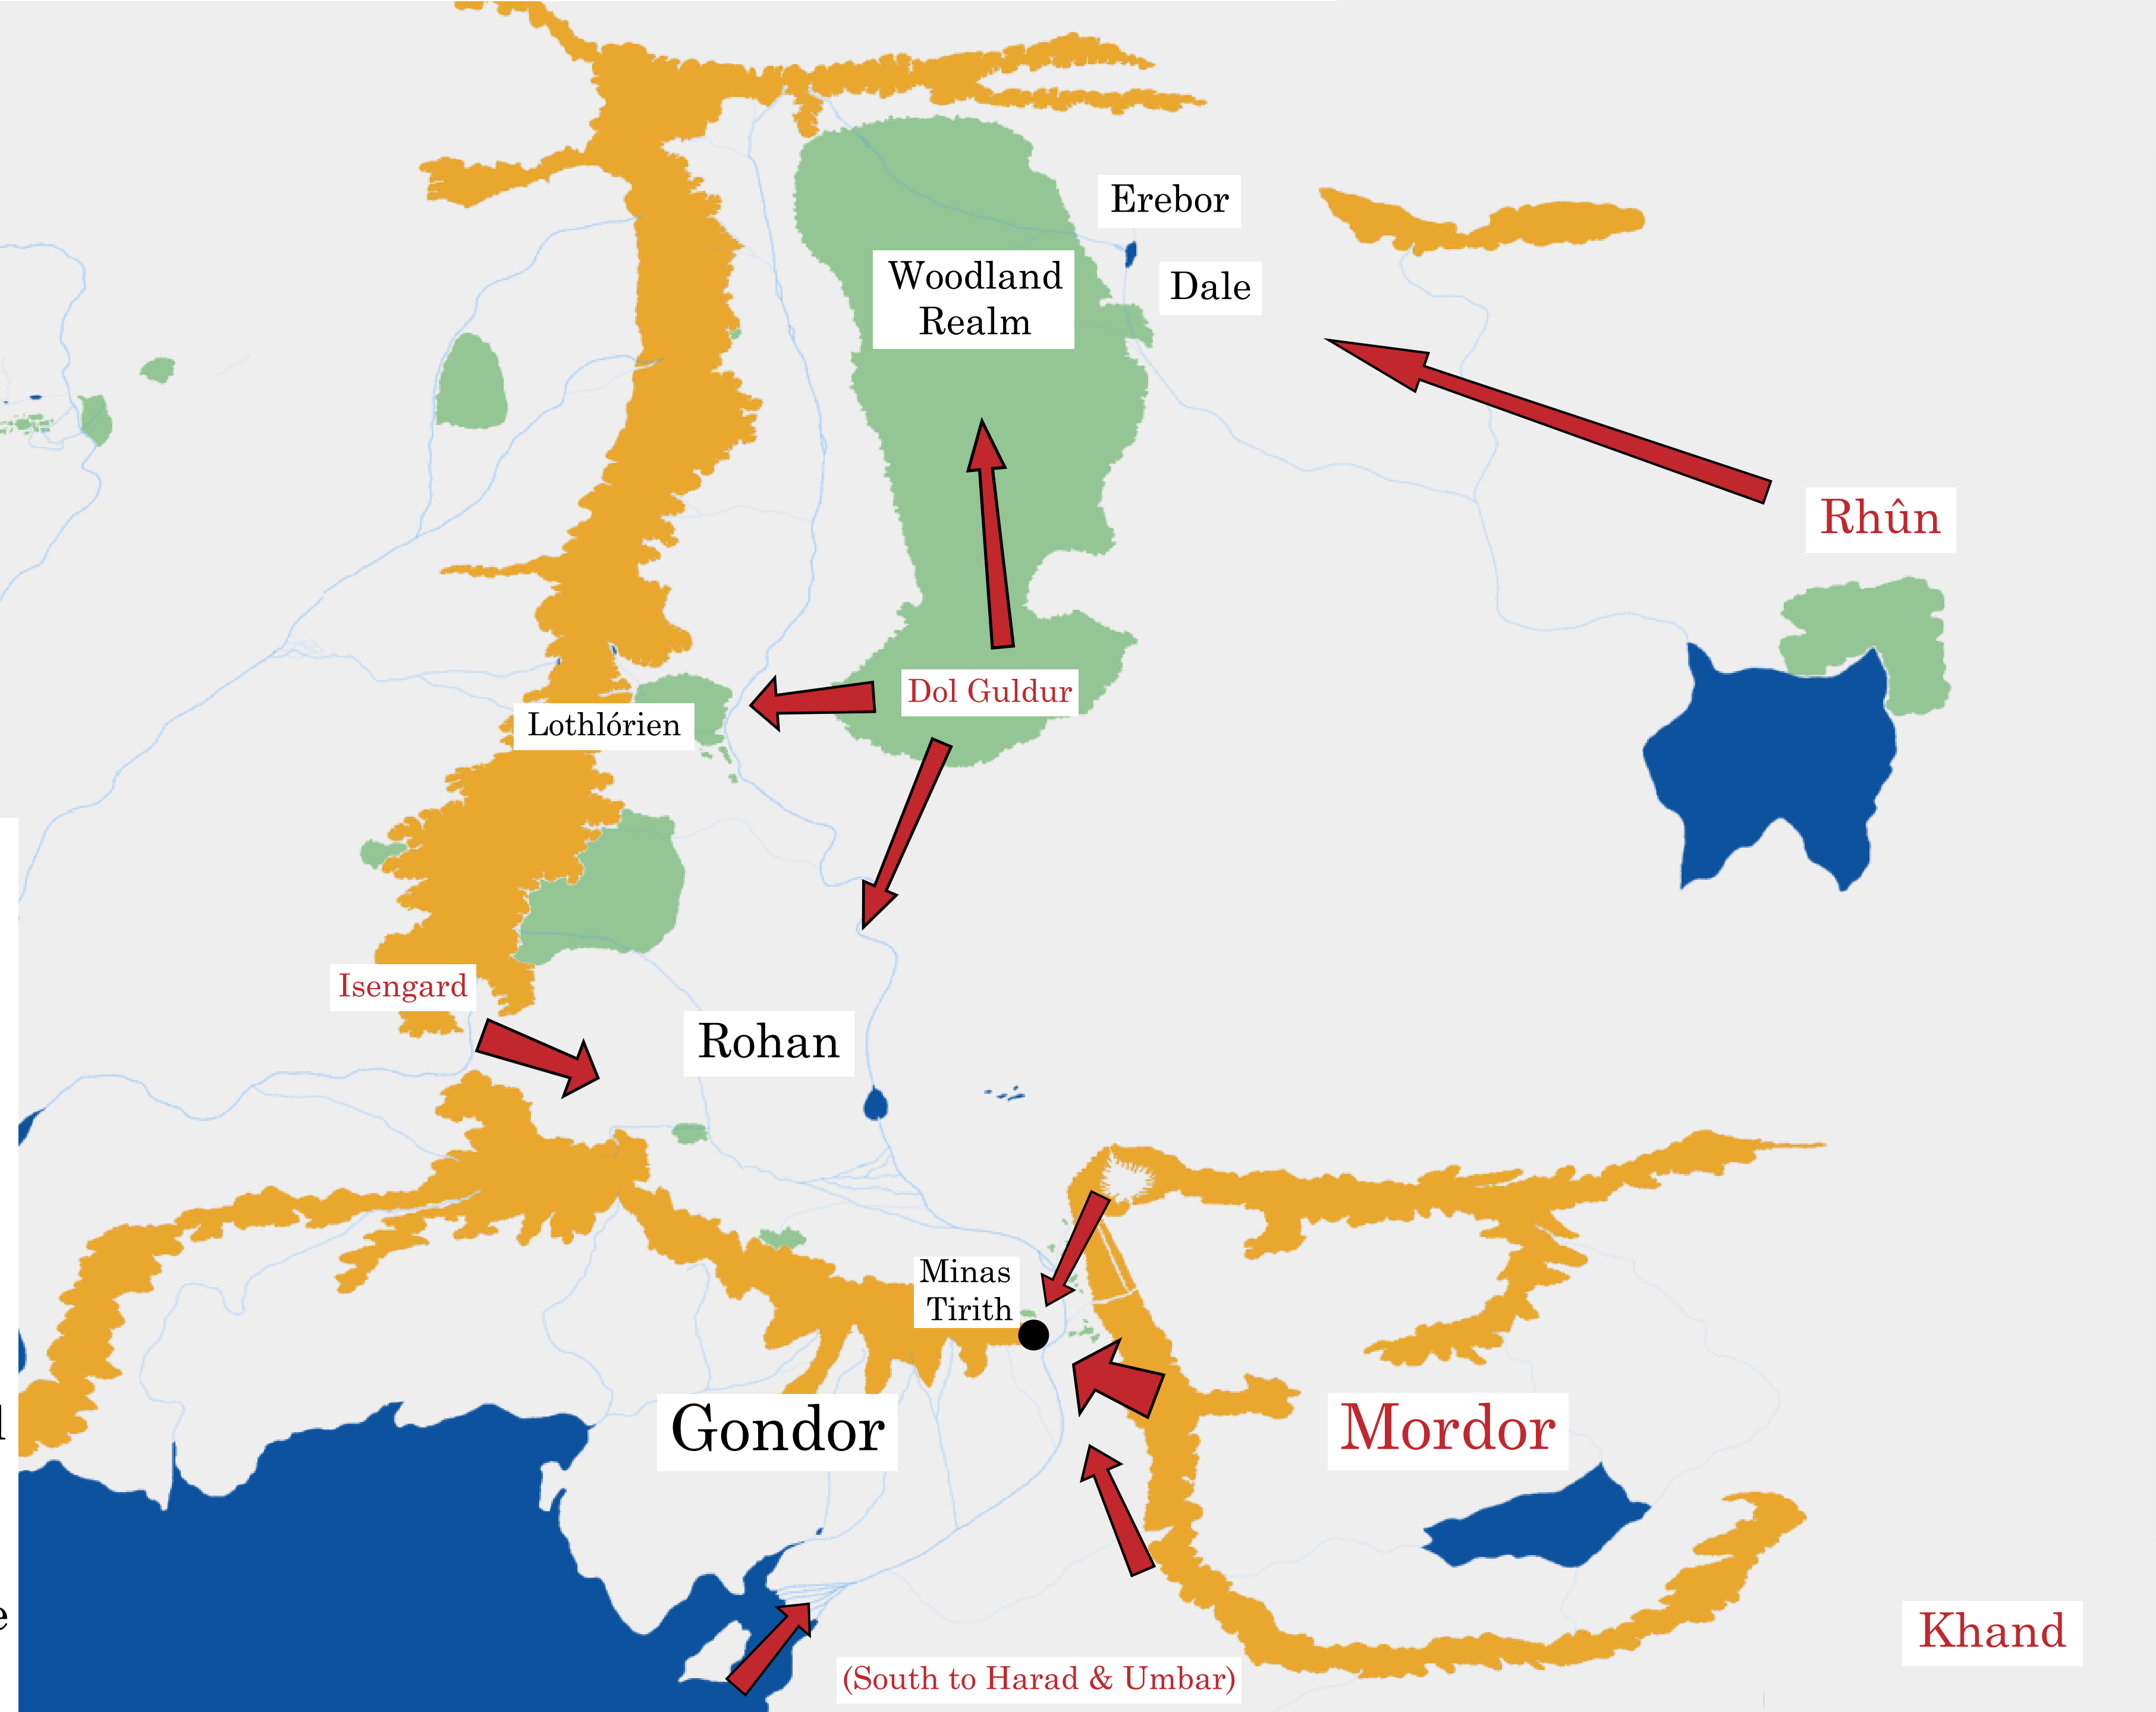 Erebor
Woodland
Realm
Dale
Rhûn
Dol Guldur
Lothlórien
Isengard
Rohan
Minas
Tirith
Gondor
Mordor
Khand
(South to Harad & Umbar)